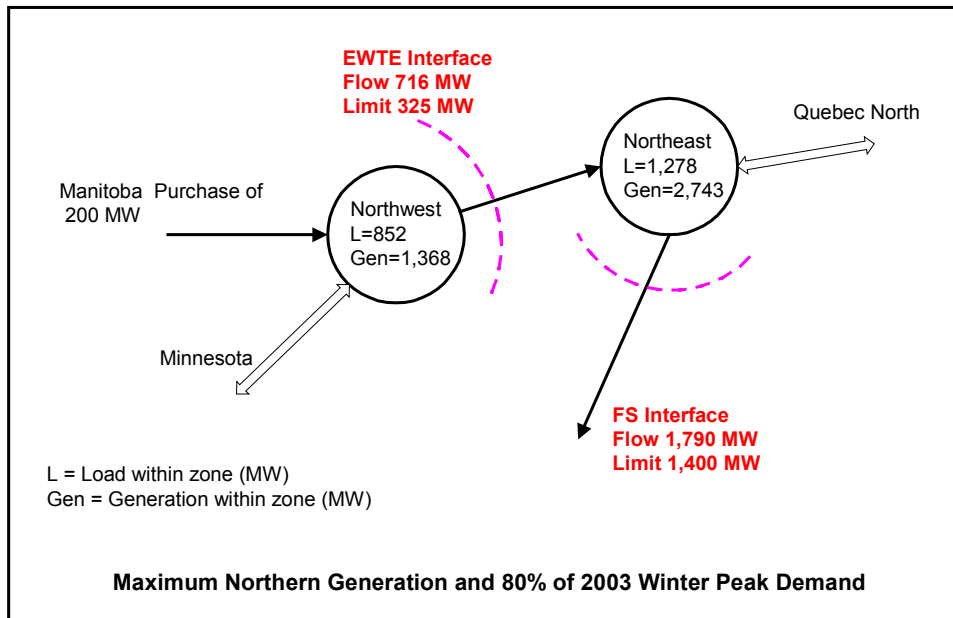 EWTE Interface
Flow 716 MW
Limit 325 MW
Quebec North
Northeast
L=1,278
Gen=2,743
Manitoba Purchase of
200 MW
Northwest
L=852
Gen=1,368
Minnesota
FS Interface
Flow 1,790 MW
Limit 1,400 MW
L = Load within zone (MW)
Gen = Generation within zone (MW)
Maximum Northern Generation and 80% of 2003 Winter Peak Demand